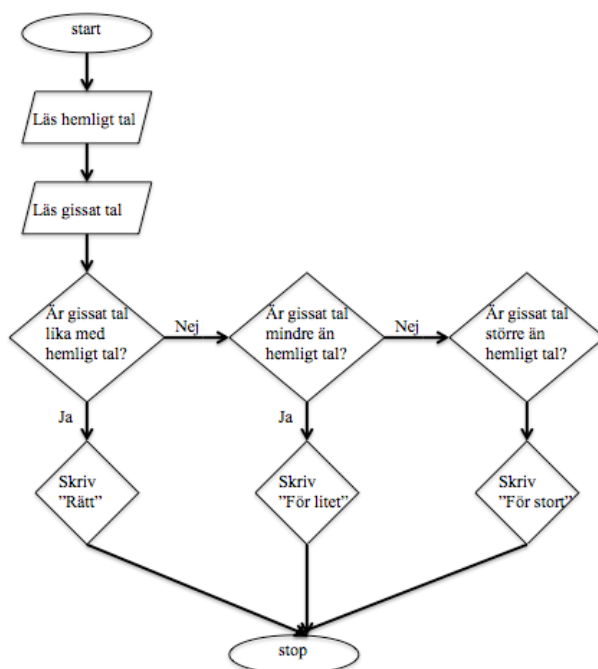 start
Läs hemligt tal
Läs gissat tal
Är gissat tal
lika med
hemligt tal?
Nej
Är gissat tal
mindre än
hemligt tal?
Nej
Är gissat tal
större än
hemligt tal?
Ja
Ja
Skriv
”Rätt”
Skriv
”För litet”
Skriv
”För stort”
stop